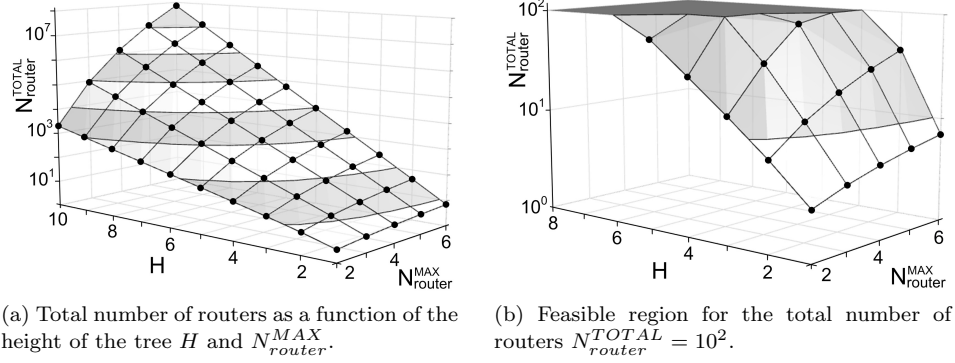 10^7
10^3
10^1
N_router^TOTAL
10
8
6
4
2
H
2
4
6
N_router^MAX
10^2
10^1
10^0
N_router^TOTAL
8
6
4
2
H
2
4
6
N_router^MAX
(a) Total number of routers as a function of the
height of the tree H and N_router^MAX.
(b) Feasible region for the total number of
routers N_router^TOTAL = 10^2.